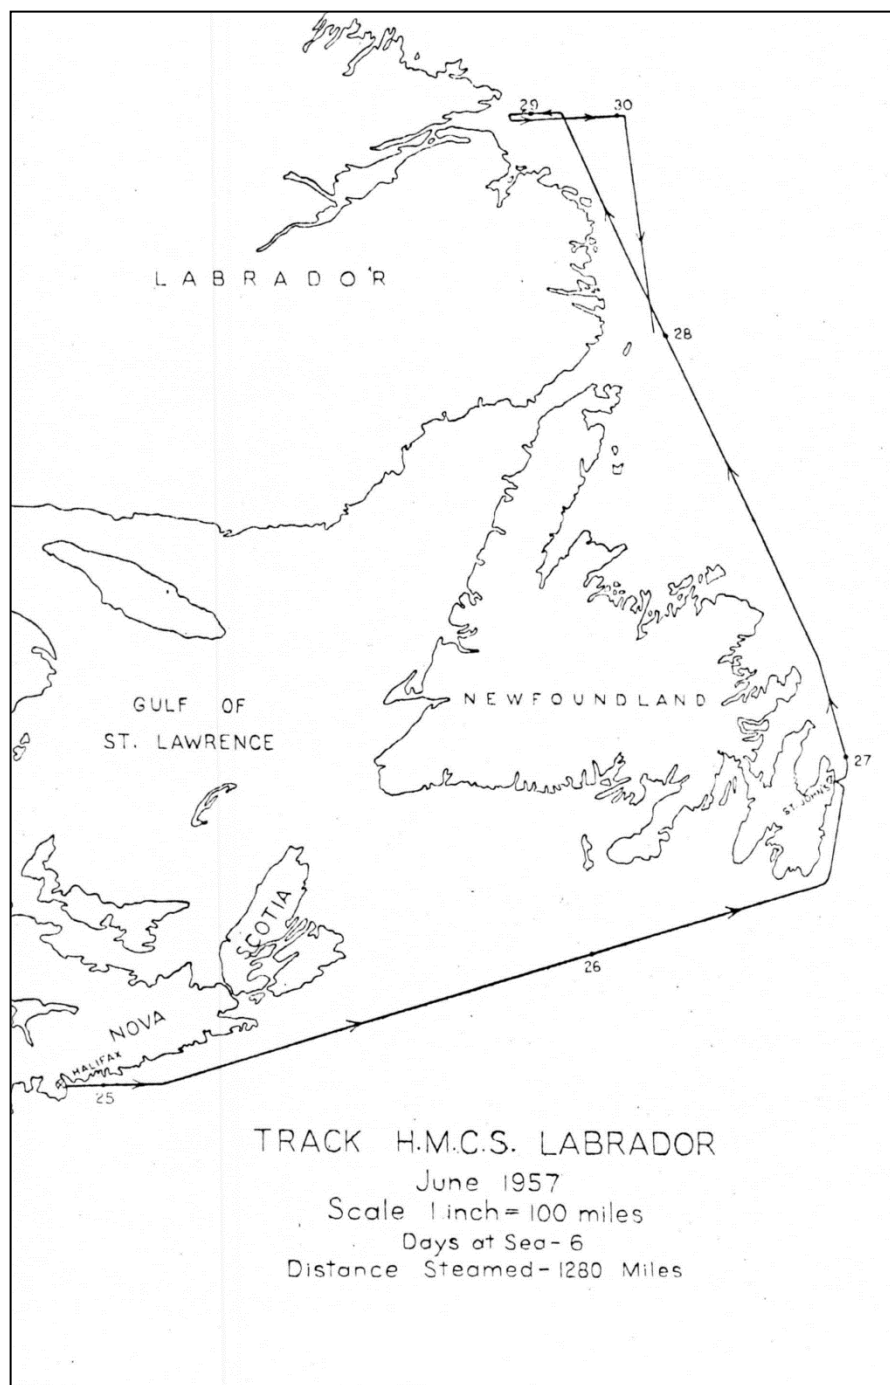 29
30
LABRADOR
28
NEWFOUNDLAND
GULF OF
ST. LAWRENCE
27
ST. JOHN'S
SCOTIA
26
NOVA
HALIFAX
25
TRACK H.M.C.S. LABRADOR
June 1957
Scale 1 inch = 100 miles
Days at Sea - 6
Distance Steamed - 1280 Miles